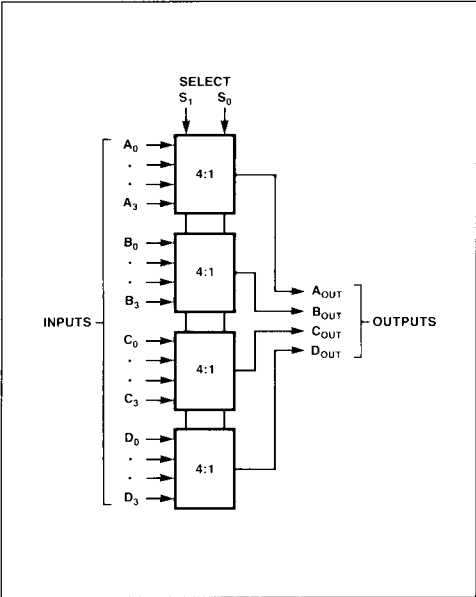 SELECT
S1 S0
A0
.
.
A3
4:1
B0
.
.
B3
4:1
C0
.
.
C3
4:1
D0
.
.
D3
4:1
INPUTS
AOUT
BOUT
COUT
DOUT
OUTPUTS